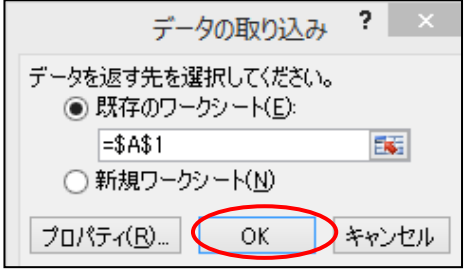 データの取り込み ? ×
データを返す先を選択してください。
既存のワークシート(E):
=$A$1
新規ワークシート(N)
プロパティ(R)... OK キャンセル